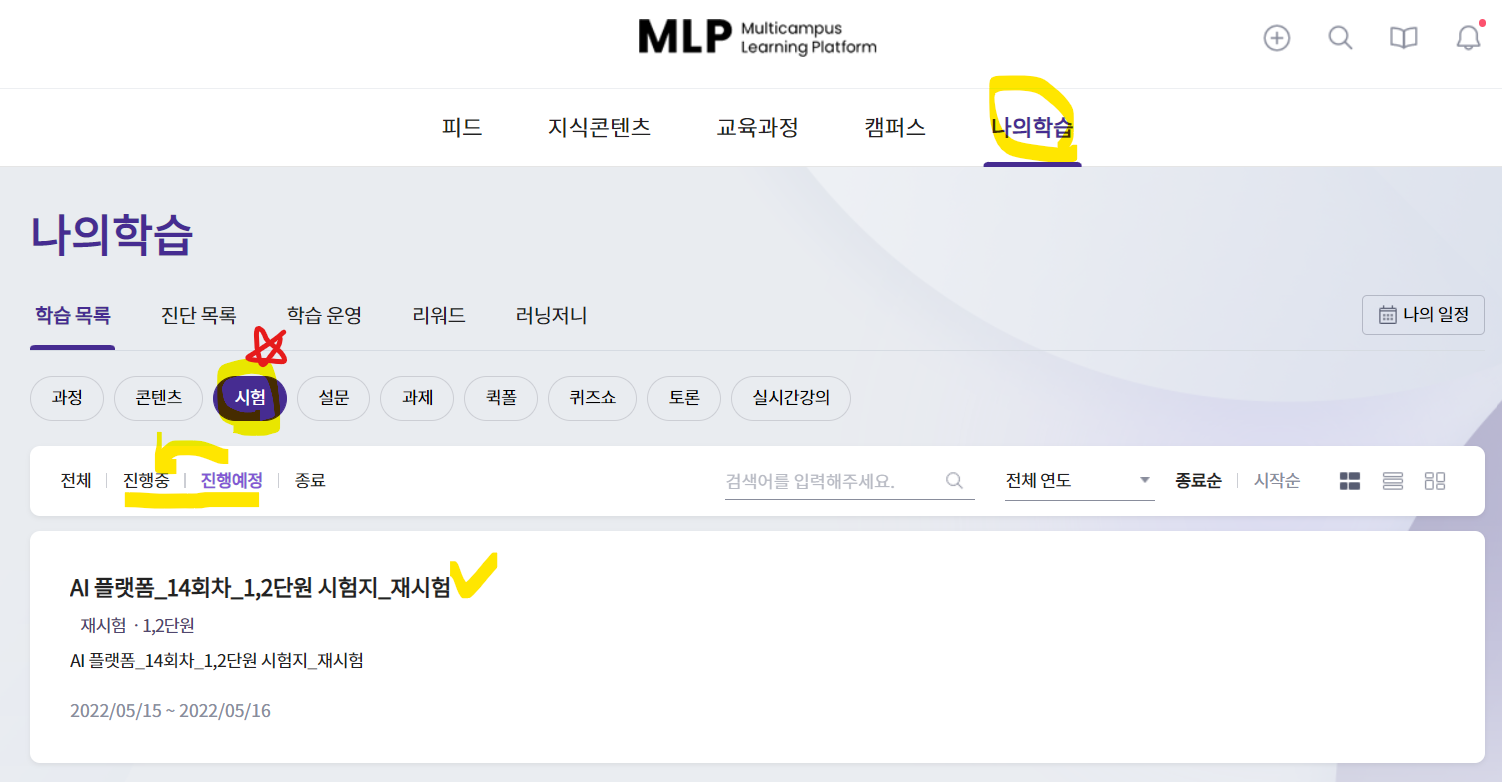 MLP Multicampus
Learning Platform
피드 지식콘텐츠 교육과정 캠퍼스 나의학습
나의학습
학습 목록 진단 목록 학습 운영 리워드 러닝저니 나의 일정
과정 콘텐츠 시험 설문 과제 퀵폴 퀴즈쇼 토론 실시간강의
전체 진행중 진행예정 종료 검색어를 입력해주세요. 전체 연도 종료순 시작순
AI 플랫폼_14회차_1,2단원 시험지_재시험
재시험 · 1,2단원
AI 플랫폼_14회차_1,2단원 시험지_재시험
2022/05/15 ~ 2022/05/16